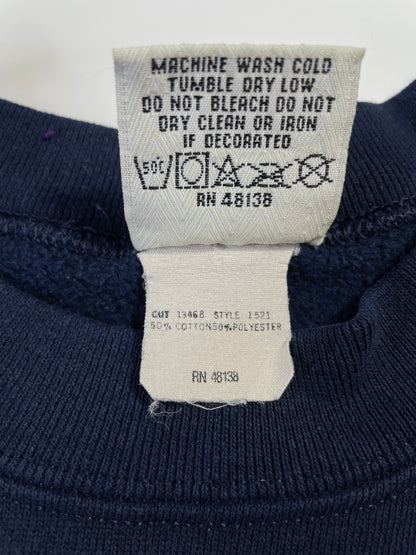 MACHINE WASH COLD
TUMBLE DRY LOW
DO NOT BLEACH DO NOT
DRY CLEAN OR IRON
IF DECORATED
50°C
RN 48138
CUT 13468 STYLE 1521
50% COTTON50%POLYESTER
RN 48138